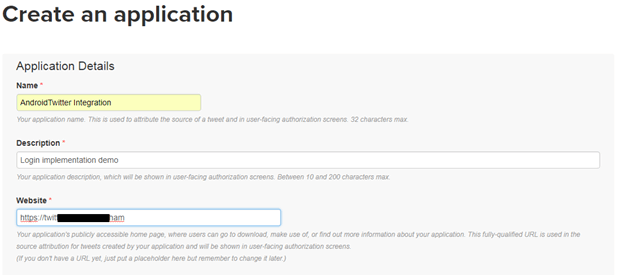 Create an application
Application Details
Name *
AndroidTwitter Integration
Your application name. This is used to attribute the source of a tweet and in user-facing authorization screens. 32 characters max.
Description *
Login implementation demo
Your application description, which will be shown in user-facing authorization screens. Between 10 and 200 characters max.
Website *
https://twit ham
Your application's publicly accessible home page, where users can go to download, make use of, or find out more information about your application. This fully-qualified URL is used in the
source attribution for tweets created by your application and will be shown in user-facing authorization screens.
(If you don't have a URL yet, just put a placeholder here but remember to change it later.)